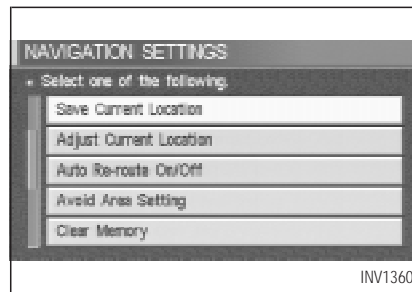 NAVIGATION SETTINGS
Select one of the following.
Save Current Location
Adjust Current Location
Auto Re-route On/Off
Avoid Area Setting
Clear Memory
INV1360